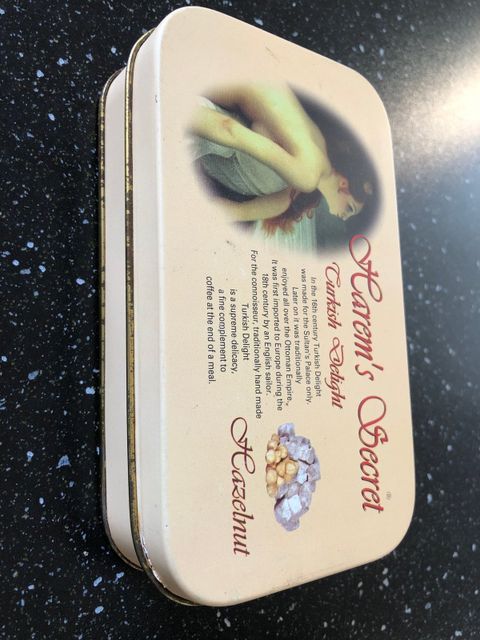 Harem's Secret
®
Turkish Delight
In the 16th century Turkish Delight
was made for the Sultan's Palace only.
Later on it was traditionally
enjoyed all over the Ottoman Empire.,
It was first imported to Europe during the
18th century by an English sailor.
For the connoisseur, traditionally hand made
Turkish Delight
is a supreme delicacy,
a fine complement to
coffee at the end of a meal.
Hazelnut